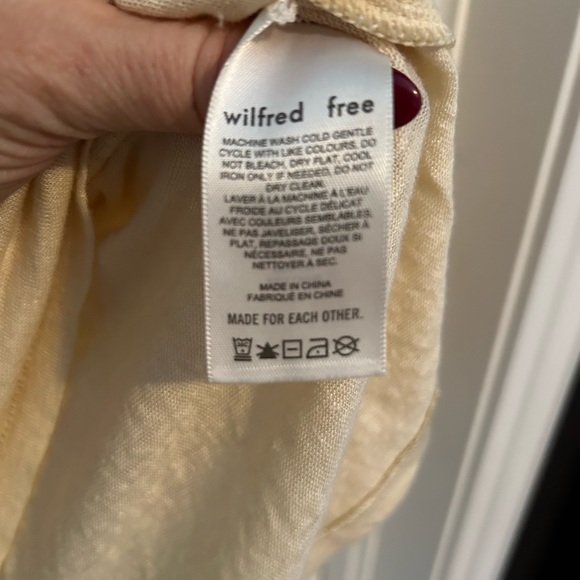 wilfred free
MACHINE WASH COLD GENTLE
CYCLE WITH LIKE COLOURS, DO
NOT BLEACH, DRY FLAT, COOL
IRON ONLY IF NEEDED, DO NOT
DRY CLEAN.
LAVER À LA MACHINE À L'EAU
FROIDE AU CYCLE DÉLICAT
AVEC COULEURS SEMBLABLES,
NE PAS JAVELISER, SÉCHER À
PLAT, REPASSAGE DOUX SI
NÉCESSAIRE, NE PAS
NETTOYER À SEC.
MADE IN CHINA
FABRIQUÉ EN CHINE
MADE FOR EACH OTHER.